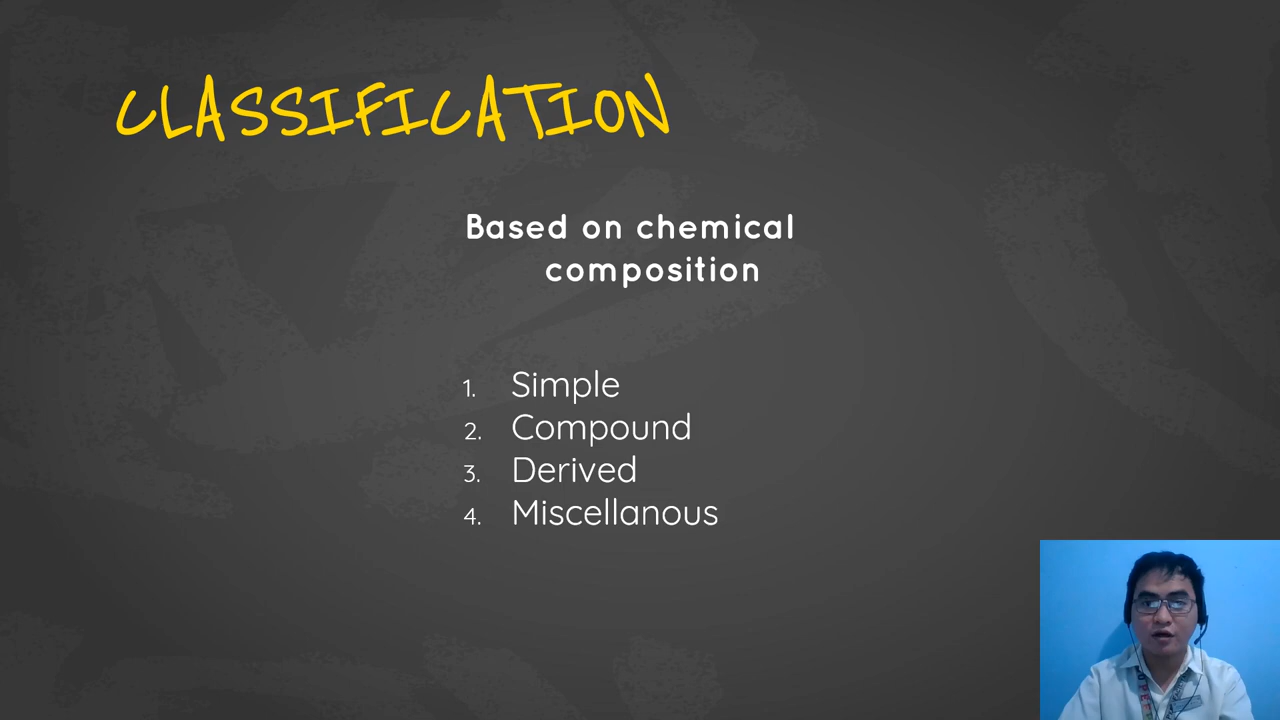 CLASSIFICATION
Based on chemical
composition
1. Simple
2. Compound
3. Derived
4. Miscellanous